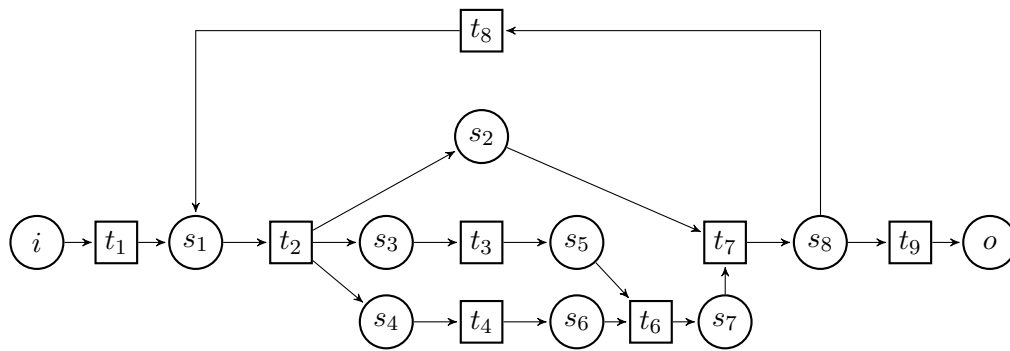 t₈
s₂
i t₁ s₁ t₂ s₃ t₃ s₅ t₇ s₈ t₉ o
s₄ t₄ s₆ t₆ s₇